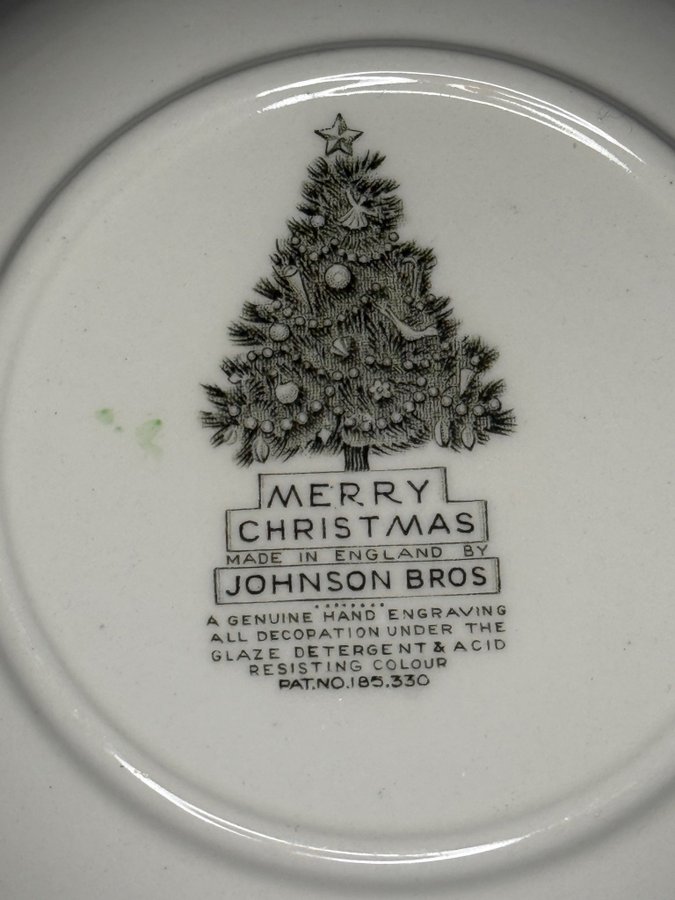 MERRY
CHRISTMAS
MADE IN ENGLAND BY
JOHNSON BROS
A GENUINE HAND ENGRAVING
ALL DECORATION UNDER THE
GLAZE DETERGENT & ACID
RESISTING COLOUR
PAT.NO.185.330